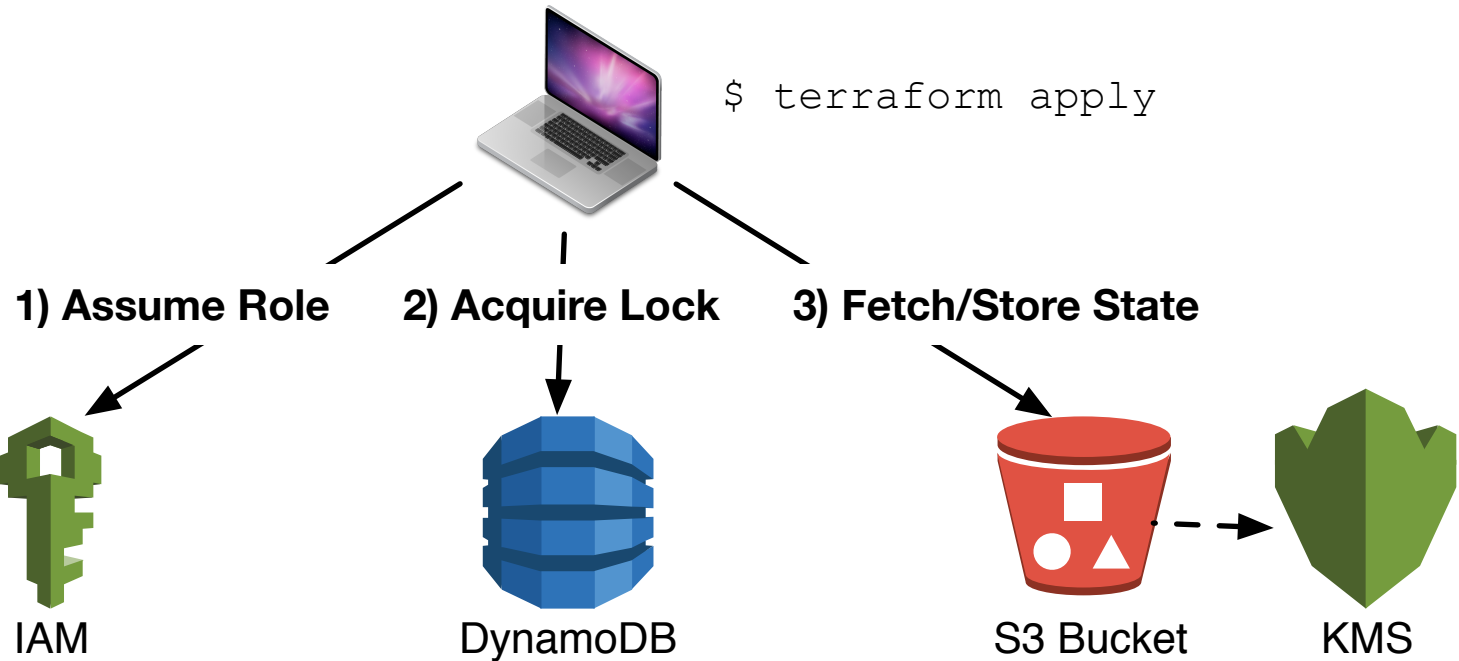 $ terraform apply
1) Assume Role
2) Acquire Lock
3) Fetch/Store State
IAM
DynamoDB
S3 Bucket
KMS